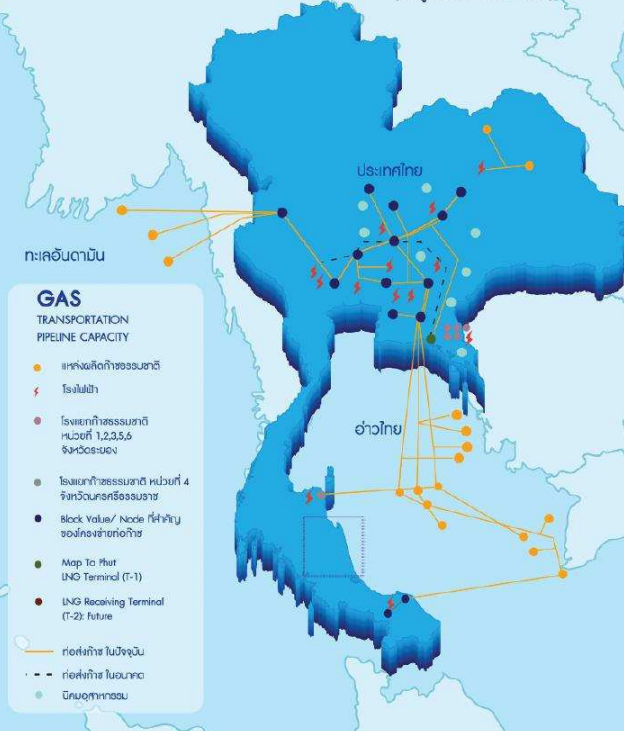 ประเทศไทย
ทะเลอันดามัน
อ่าวไทย
GAS
TRANSPORTATION
PIPELINE CAPACITY
แหล่งผลิตก๊าซธรรมชาติ
โรงไฟฟ้า
โรงแยกก๊าซธรรมชาติ
หน่วยที่ 1,2,3,5,6
จังหวัดระยอง
โรงแยกก๊าซธรรมชาติ หน่วยที่ 4
จังหวัดนครศรีธรรมราช
Block Value/ Node ที่สำคัญ
ของโครงข่ายท่อก๊าซ
Map Ta Phut
LNG Terminal (T-1)
LNG Receiving Terminal
(T-2): Future
ท่อส่งก๊าซ ในปัจจุบัน
ท่อส่งก๊าซ ในอนาคต
นิคมอุตสาหกรรม